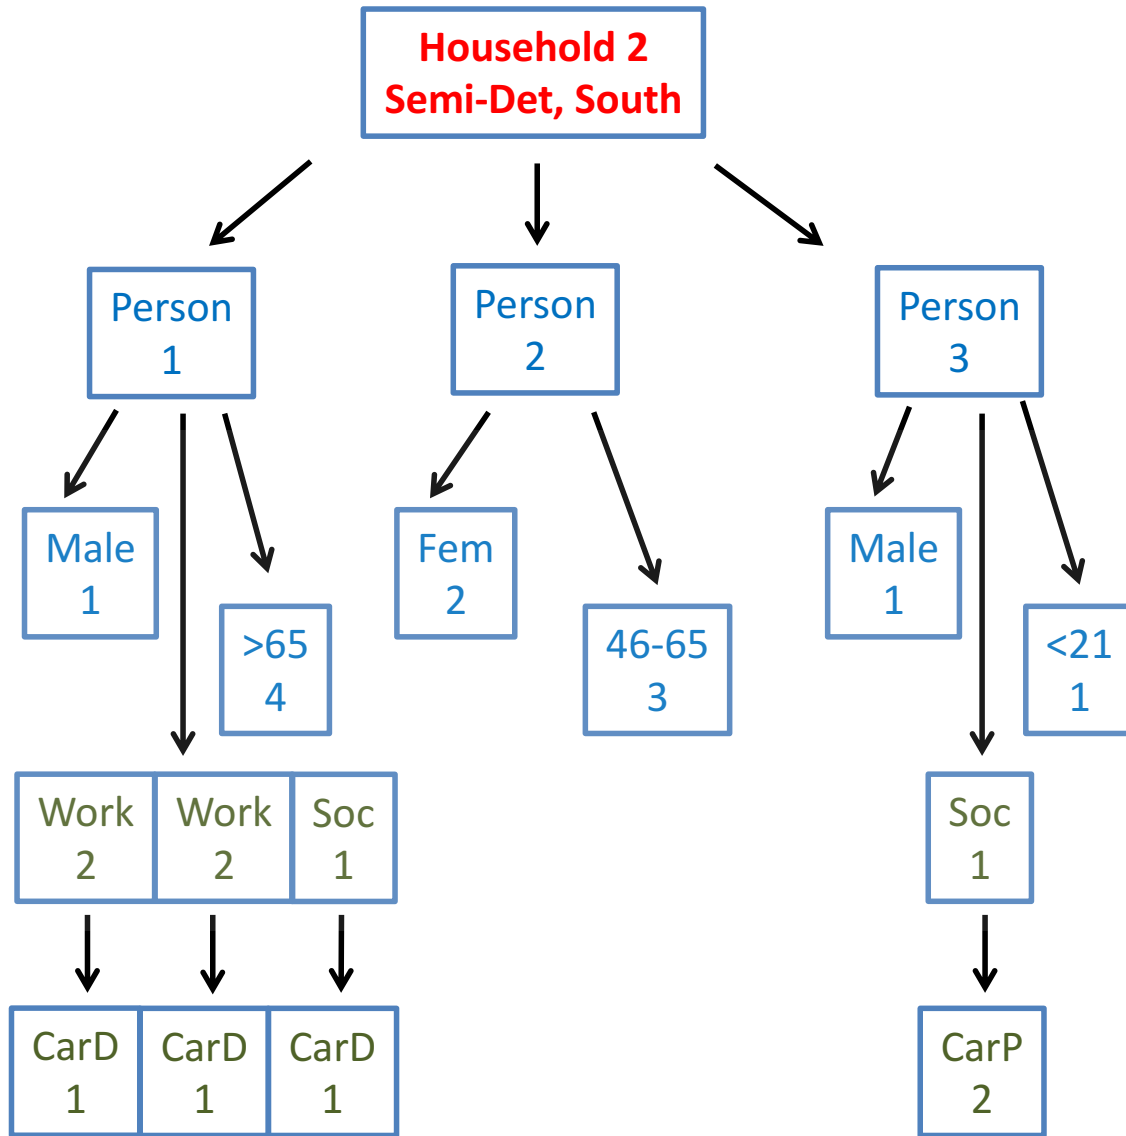 Household 2
Semi-Det, South
Person
1
Person
2
Person
3
Male
1
>65
4
Fem
2
46-65
3
Male
1
<21
1
Work
2
Work
2
Soc
1
Soc
1
CarD
1
CarD
1
CarD
1
CarP
2